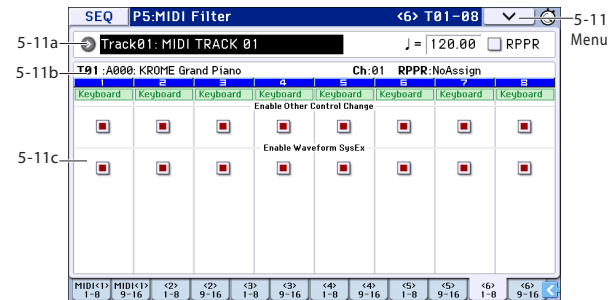 SEQ P5:MIDI Filter <6> T01-08
5-11
Menu
5-11a Track01: MIDI TRACK 01 ♩= 120.00 RPPR
5-11b T01 :A000: KROME Grand Piano Ch:01 RPPR:NoAssign
1 2 3 4 5 6 7 8
Keyboard Keyboard Keyboard Keyboard Keyboard Keyboard Keyboard Keyboard
Enable Other Control Change
Enable Waveform SysEx
5-11c
MIDI<1> MIDI<1> <2> <2> <3> <3> <4> <4> <5> <5> <6> <6>
1-8 9-16 1-8 9-16 1-8 9-16 1-8 9-16 1-8 9-16 1-8 9-16